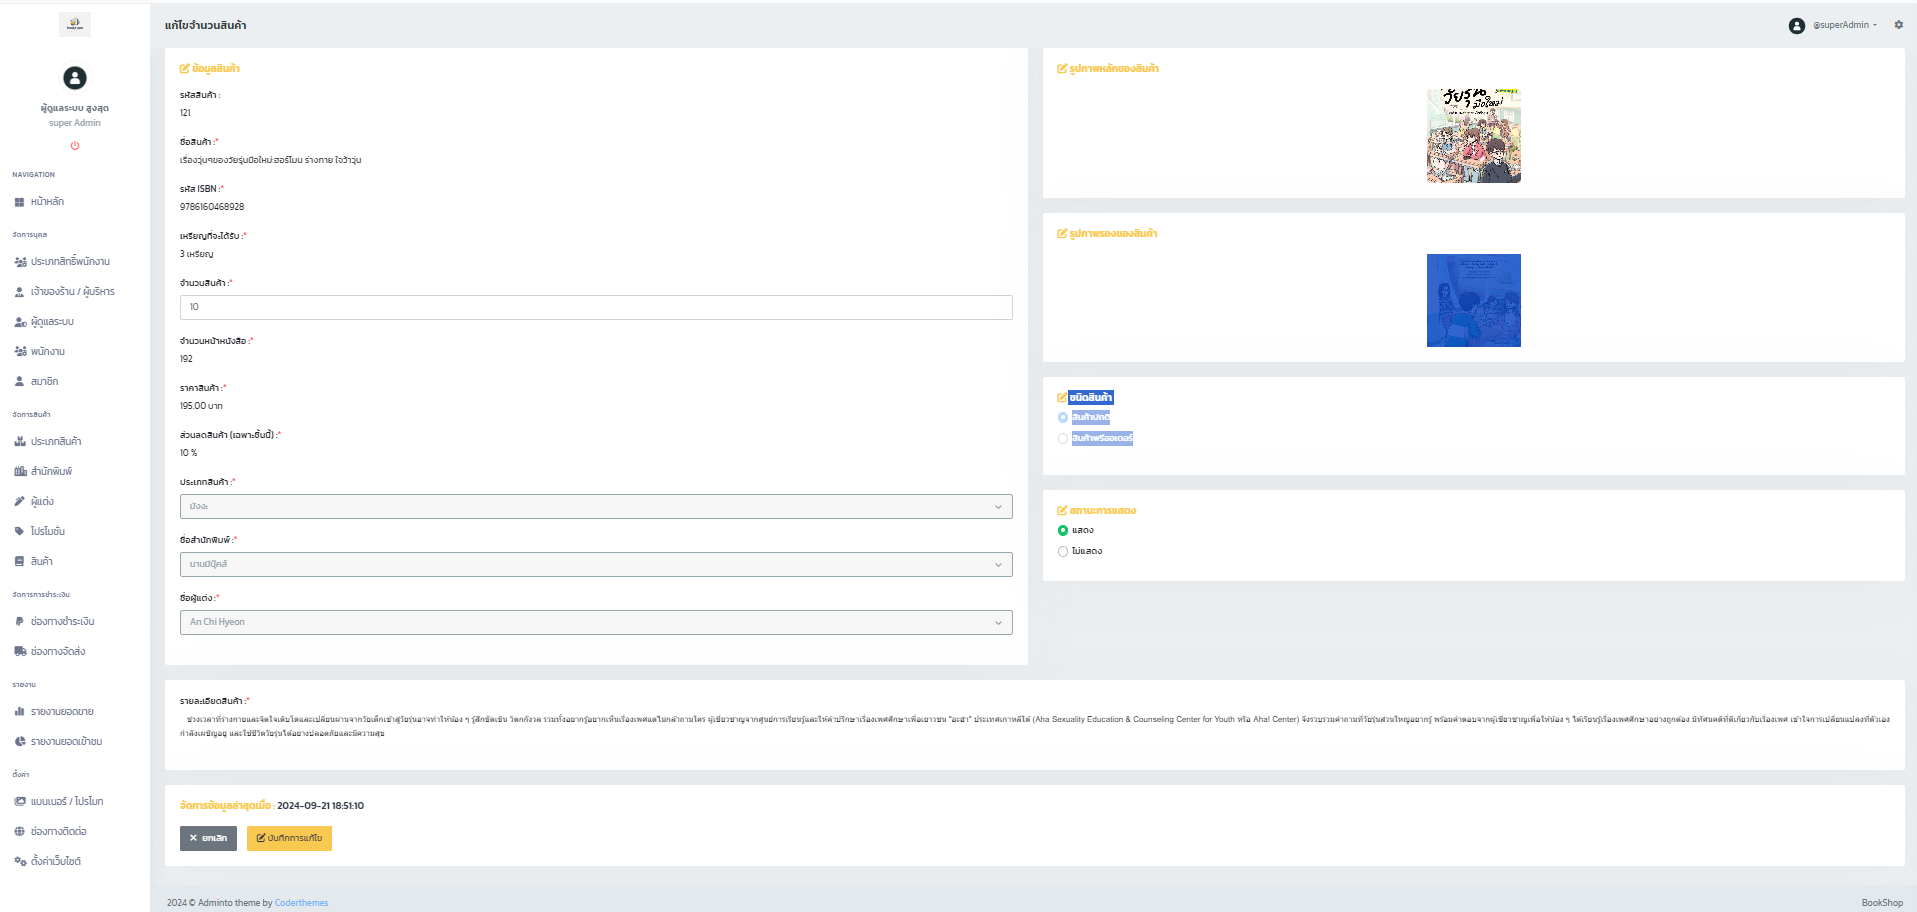 แก้ไขจำนวนสินค้า
@superAdmin
ผู้ดูแลระบบ สูงสุด
super Admin
NAVIGATION
หน้าหลัก
จัดการบุคล
ประเภทสิทธิ์พนักงาน
เจ้าของร้าน / ผู้บริหาร
ผู้ดูแลระบบ
พนักงาน
สมาชิก
จัดการสินค้า
ประเภทสินค้า
สำนักพิมพ์
ผู้แต่ง
โปรโมชั่น
สินค้า
จัดการการชำระเงิน
ช่องทางชำระเงิน
ช่องทางจัดส่ง
รายงาน
รายงานยอดขาย
รายงานยอดเข้าชม
ตั้งค่า
แบนเนอร์ / โปรโมท
ช่องทางติดต่อ
ตั้งค่าเว็บไซต์
ข้อมูลสินค้า
รหัสสินค้า :
121
ชื่อสินค้า :*
เรื่องวุ่นๆของวัยรุ่นมือใหม่:ฮอร์โมน ร่างกาย ใจว้าวุ่น
รหัส ISBN :*
9786160468928
เหรียญที่จะได้รับ :*
3 เหรียญ
จำนวนสินค้า :*
10
จำนวนหน้าหนังสือ :*
192
ราคาสินค้า :*
195.00 บาท
ส่วนลดสินค้า (เฉพาะชิ้นนี้) :*
10 %
ประเภทสินค้า :*
มังงะ
ชื่อสำนักพิมพ์ :*
นานมีบุ๊คส์
ชื่อผู้แต่ง :*
An Chi Hyeon
รูปภาพหลักของสินค้า
วัยรุ่น
มือใหม่
รูปภาพรองของสินค้า
ชนิดสินค้า
สินค้าปกติ
สินค้าพรีออเดอร์
สถานะการแสดง
แสดง
ไม่แสดง
รายละเอียดสินค้า :*
ช่วงเวลาที่ร่างกายและจิตใจเติบโตและเปลี่ยนผ่านจากวัยเด็กเข้าสู่วัยรุ่นอาจทำให้น้อง ๆ รู้สึกขัดเขิน วิตกกังวล รวมทั้งอยากรู้อยากเห็นเรื่องเพศแต่ไม่กล้าถามใคร ผู้เชี่ยวชาญจากศูนย์การเรียนรู้และให้คำปรึกษาเรื่องเพศศึกษาเพื่อเยาวชน "อะฮ่า" ประเทศเกาหลีใต้ (Aha Sexuality Education & Counseling Center for Youth หรือ Aha! Center) จึงรวบรวมคำถามที่วัยรุ่นส่วนใหญ่อยากรู้ พร้อมคำตอบจากผู้เชี่ยวชาญเพื่อให้น้อง ๆ ได้เรียนรู้เรื่องเพศศึกษาอย่างถูกต้อง มีทัศนคติที่ดีเกี่ยวกับเรื่องเพศ เข้าใจการเปลี่ยนแปลงที่ตัวเอง
กำลังเผชิญอยู่ และใช้ชีวิตวัยรุ่นได้อย่างปลอดภัยและมีความสุข
จัดการข้อมูลล่าสุดเมื่อ : 2024-09-21 18:51:10
ยกเลิก
บันทึกการแก้ไข
2024 © Adminto theme by Coderthemes
BookShop